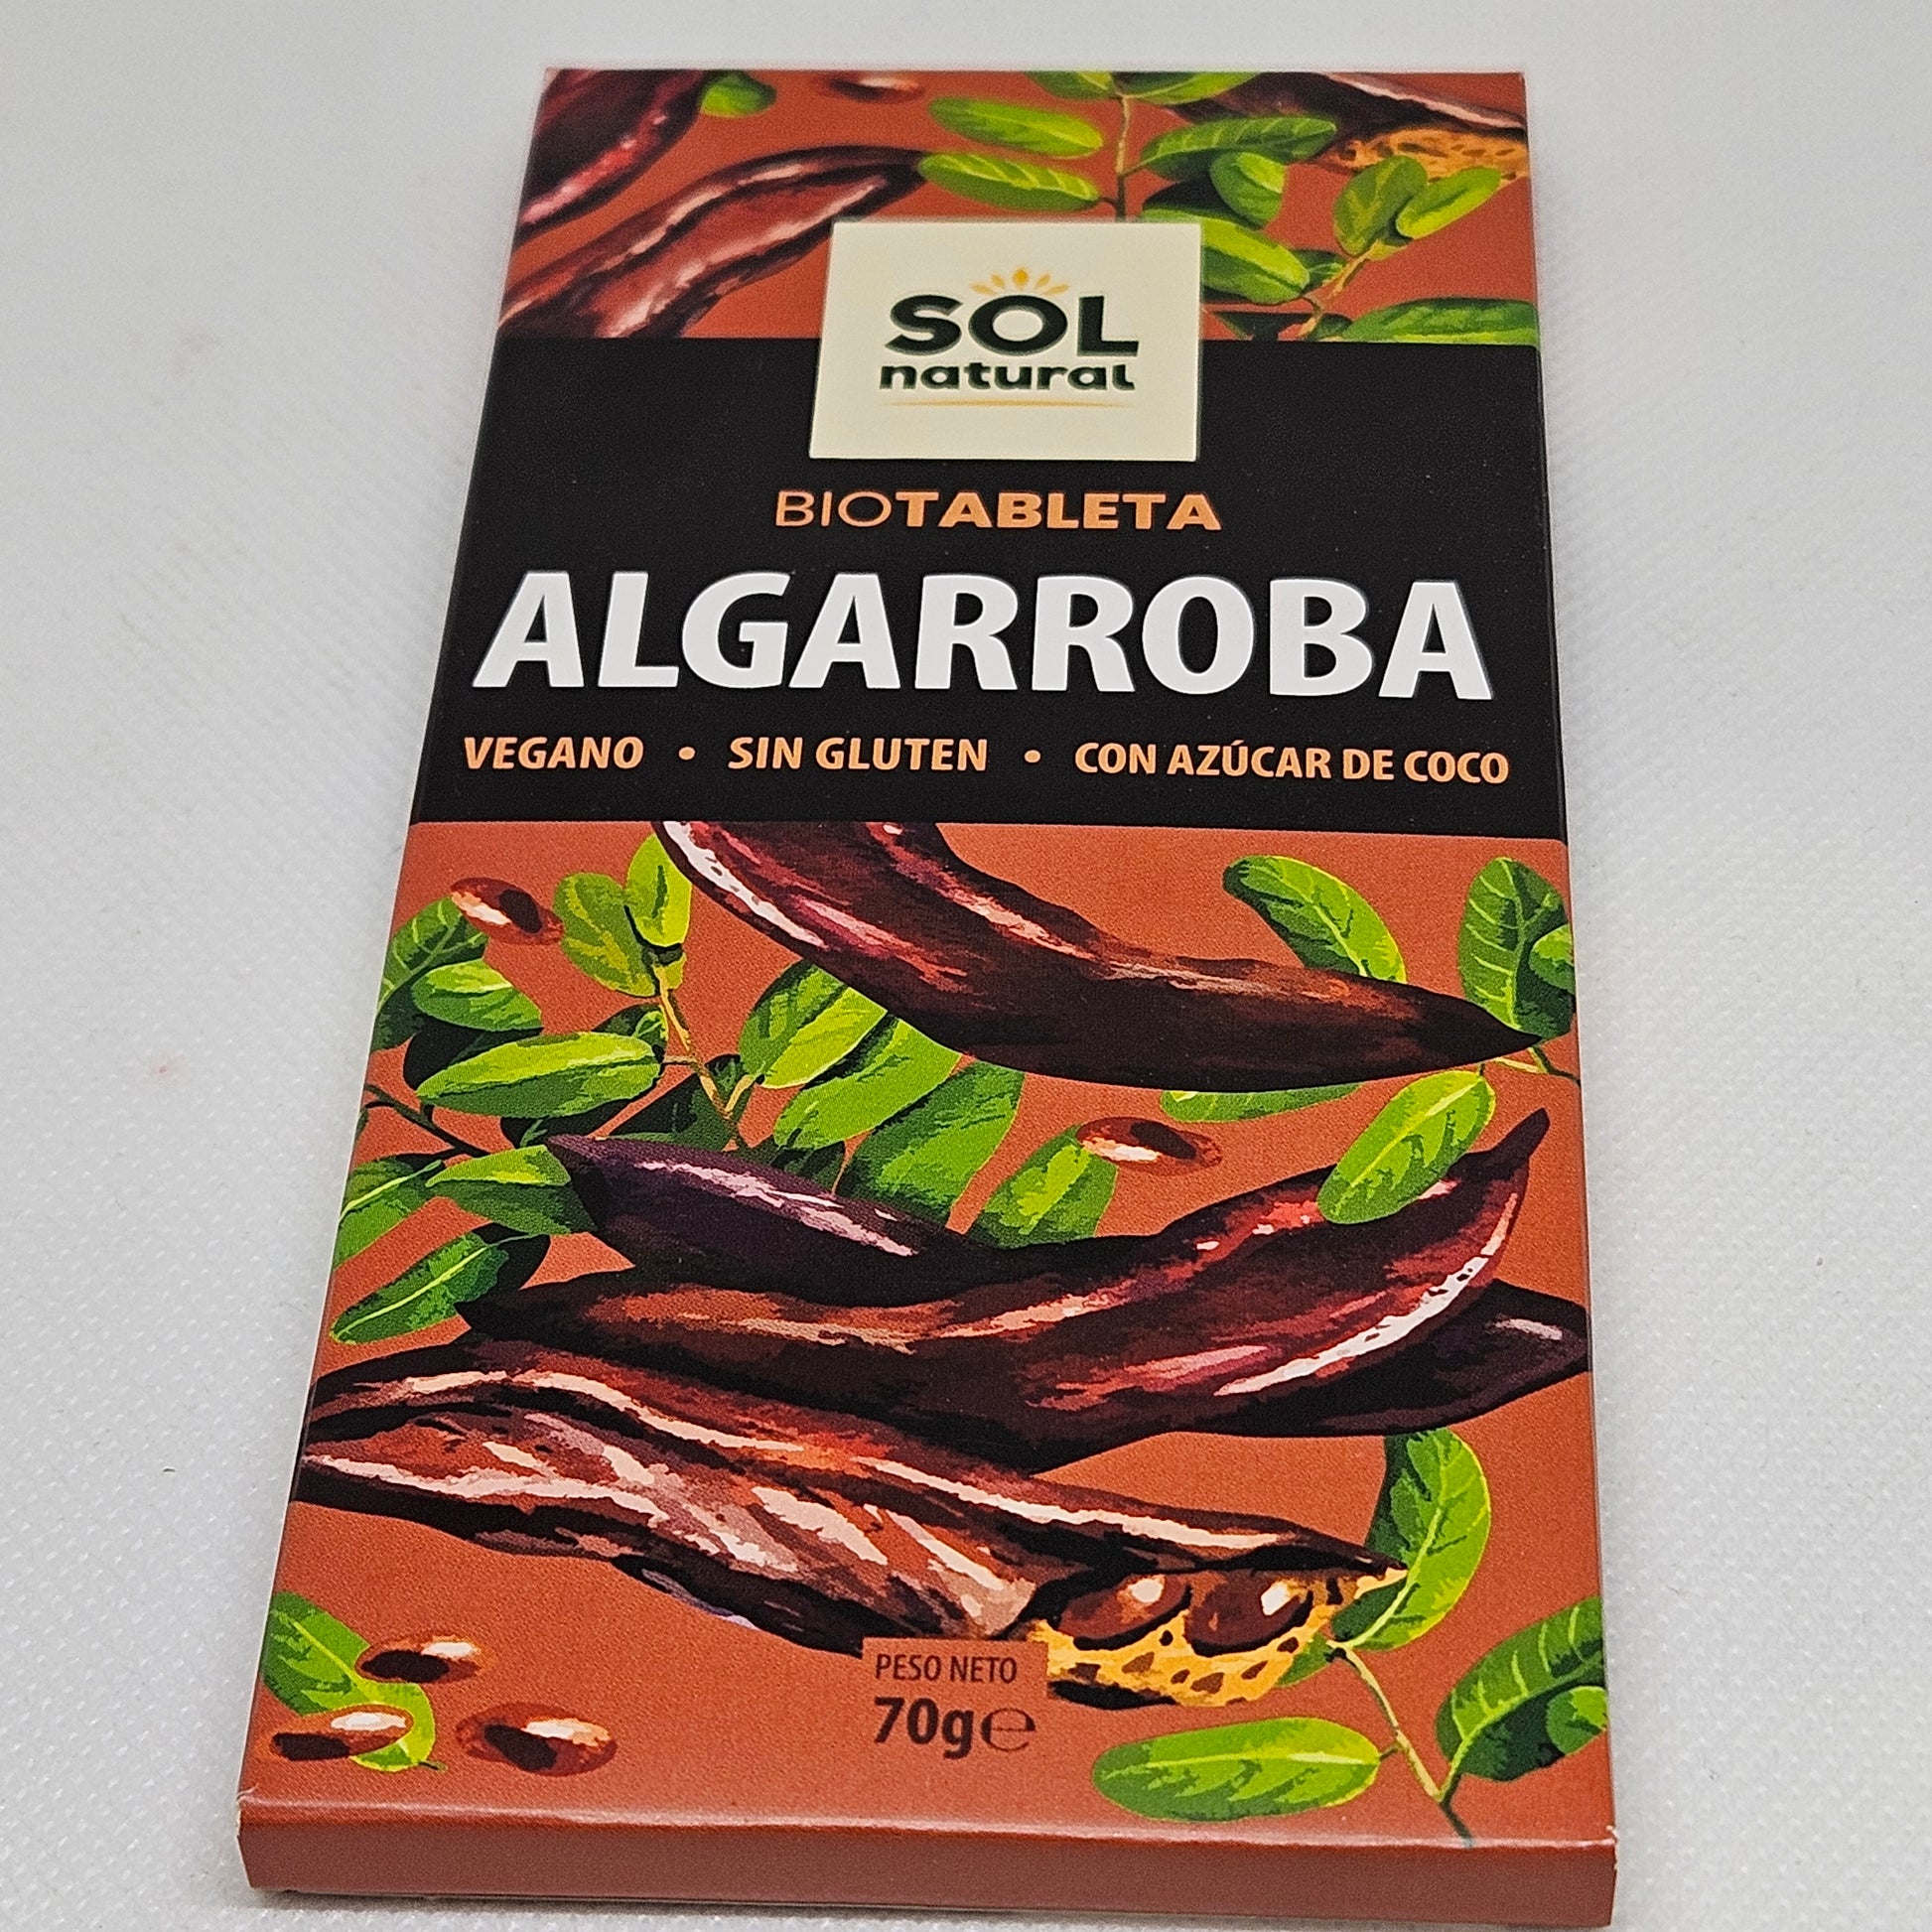 SOL
natural
BIOTABLETA
ALGARROBA
VEGANO • SIN GLUTEN • CON AZÚCAR DE COCO
PESO NETO
70g℮